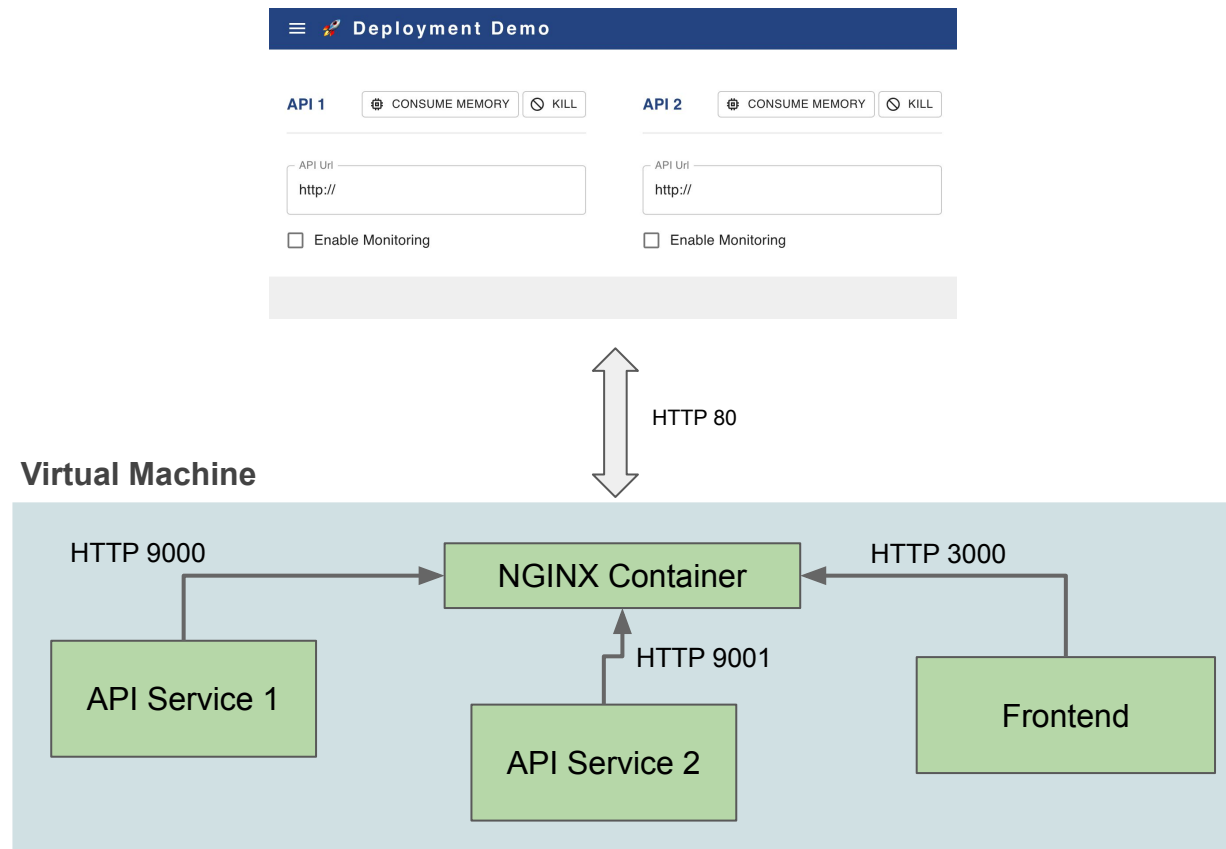 Deployment Demo
API 1
CONSUME MEMORY
KILL
API 2
CONSUME MEMORY
KILL
API Url
http://
API Url
http://
Enable Monitoring
Enable Monitoring
HTTP 80
Virtual Machine
HTTP 9000
NGINX Container
HTTP 3000
HTTP 9001
API Service 1
API Service 2
Frontend